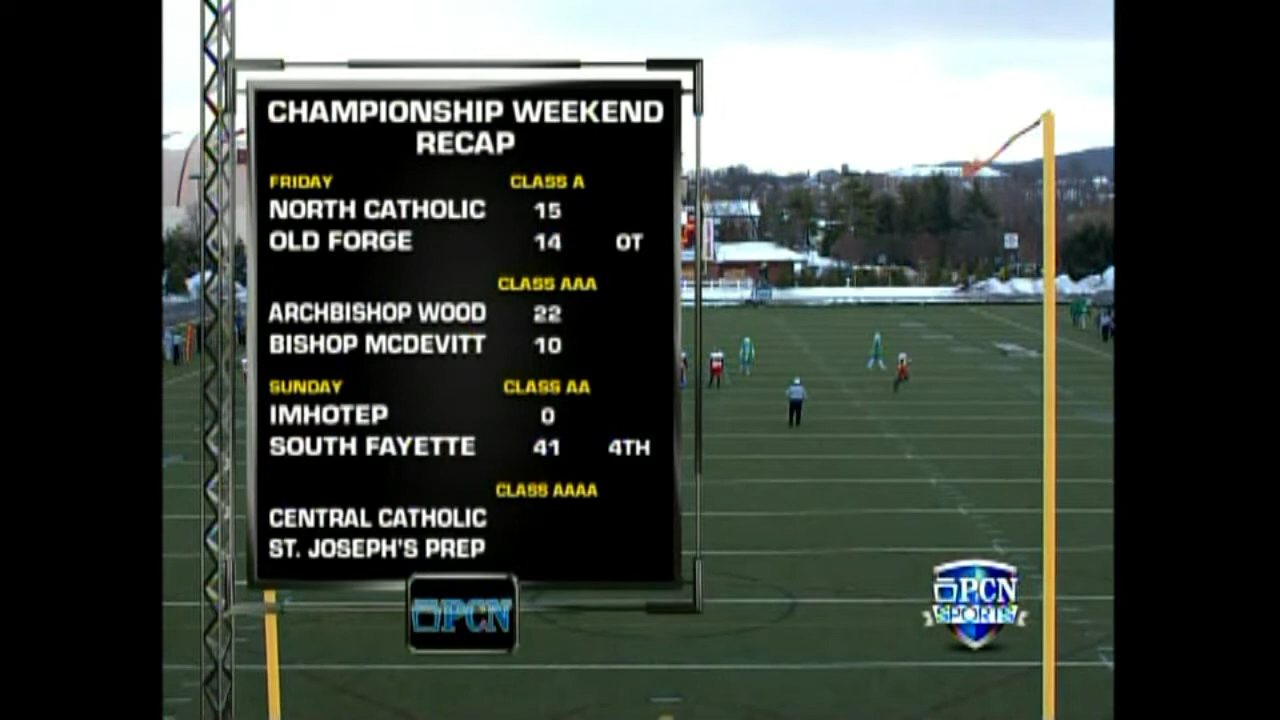 CHAMPIONSHIP WEEKEND
RECAP
FRIDAY CLASS A
NORTH CATHOLIC 15
OLD FORGE 14 OT
CLASS AAA
ARCHBISHOP WOOD 22
BISHOP MCDEVITT 10
SUNDAY CLASS AA
IMHOTEP 0
SOUTH FAYETTE 41 4TH
CLASS AAAA
CENTRAL CATHOLIC
ST. JOSEPH'S PREP
PCN
PCN
SPORTS